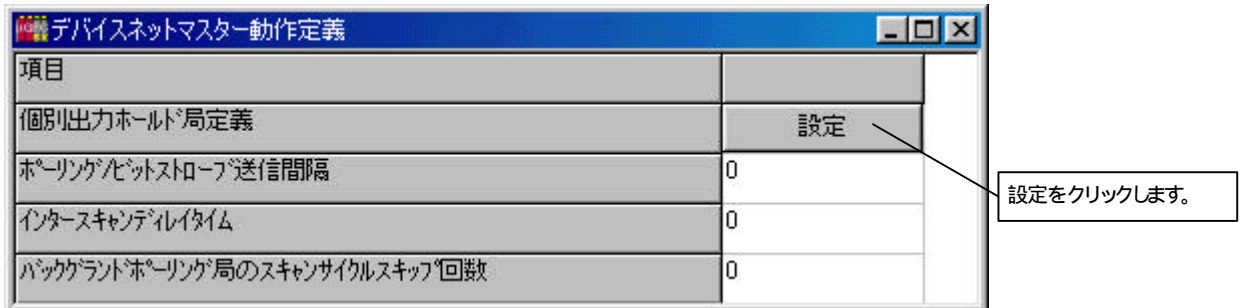 デバイスネットマスター動作定義
項目
個別出力ﾎｰﾙﾄﾞ局定義
設定
ﾎﾟｰﾘﾝｸﾞ/ﾋﾞｯﾄｽﾄﾛｰﾌﾞ送信間隔
0
設定をクリックします。
ｲﾝﾀｰｽｷｬﾝﾃﾞｨﾚｲﾀｲﾑ
0
ﾊﾞｯｸｸﾞﾗﾝﾄﾞﾎﾟｰﾘﾝｸﾞ局のｽｷｬﾝｻｲｸﾙｽｷｯﾌﾟ回数
0